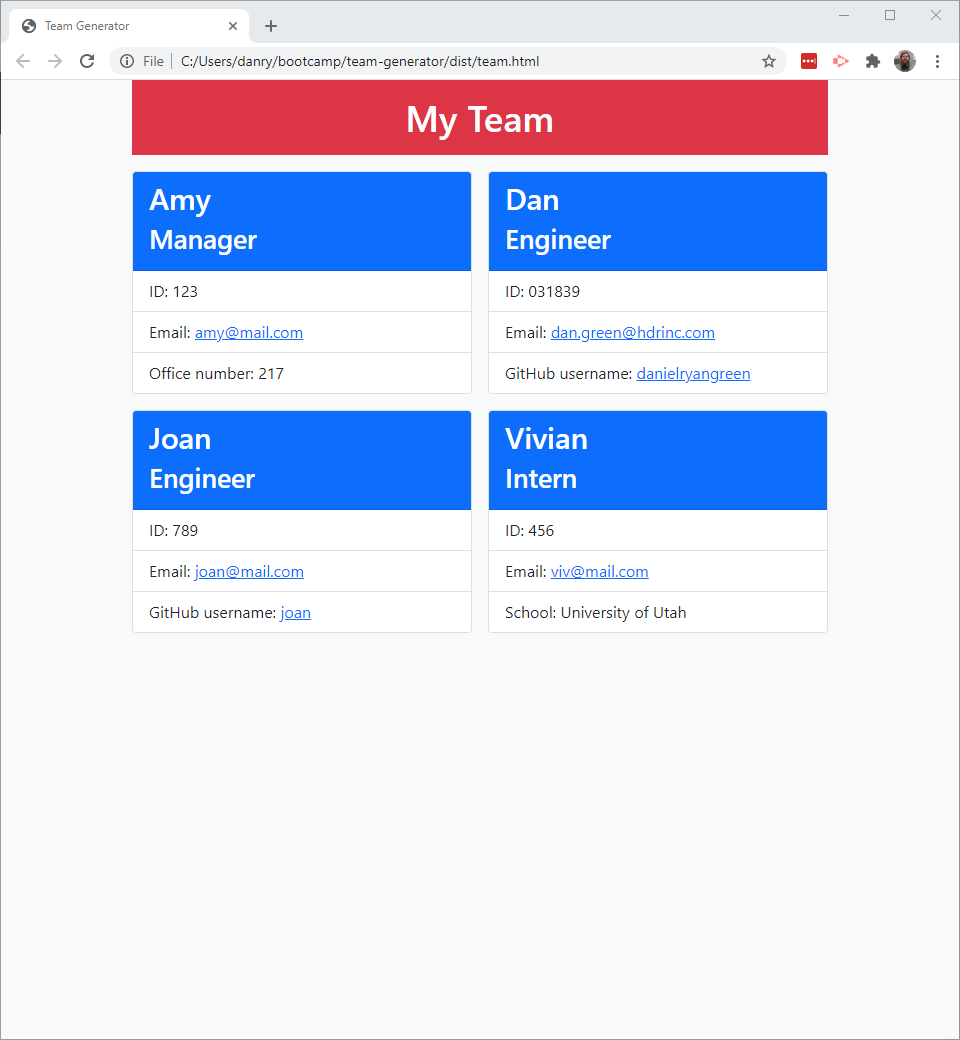 Team Generator
File C:/Users/danry/bootcamp/team-generator/dist/team.html
My Team
Amy
Manager
ID: 123
Email: amy@mail.com
Office number: 217
Dan
Engineer
ID: 031839
Email: dan.green@hdrinc.com
GitHub username: danielryangreen
Joan
Engineer
ID: 789
Email: joan@mail.com
GitHub username: joan
Vivian
Intern
ID: 456
Email: viv@mail.com
School: University of Utah